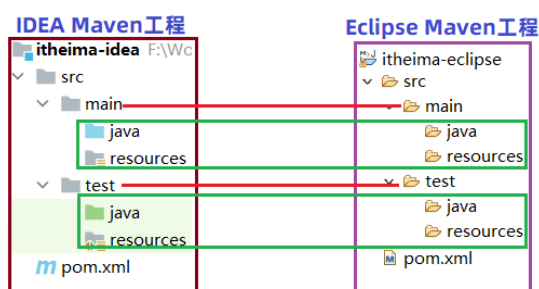 IDEA Maven工程
itheima-idea F:\Wo
src
main
java
resources
test
java
resources
pom.xml
Eclipse Maven工程
itheima-eclipse
src
main
java
resources
test
java
resources
pom.xml